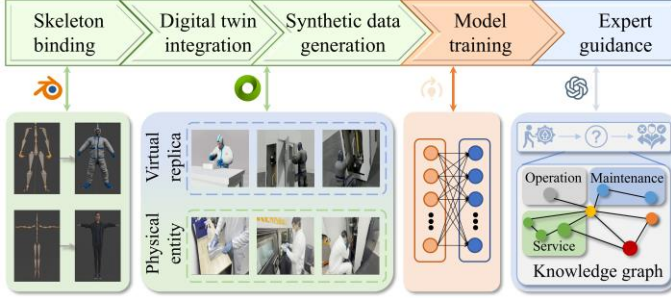 Skeleton
binding
Digital twin
integration
Synthetic data
generation
Model
training
Expert
guidance
Virtual
replica
Physical
entity
?
Operation
Maintenance
Service
Knowledge graph